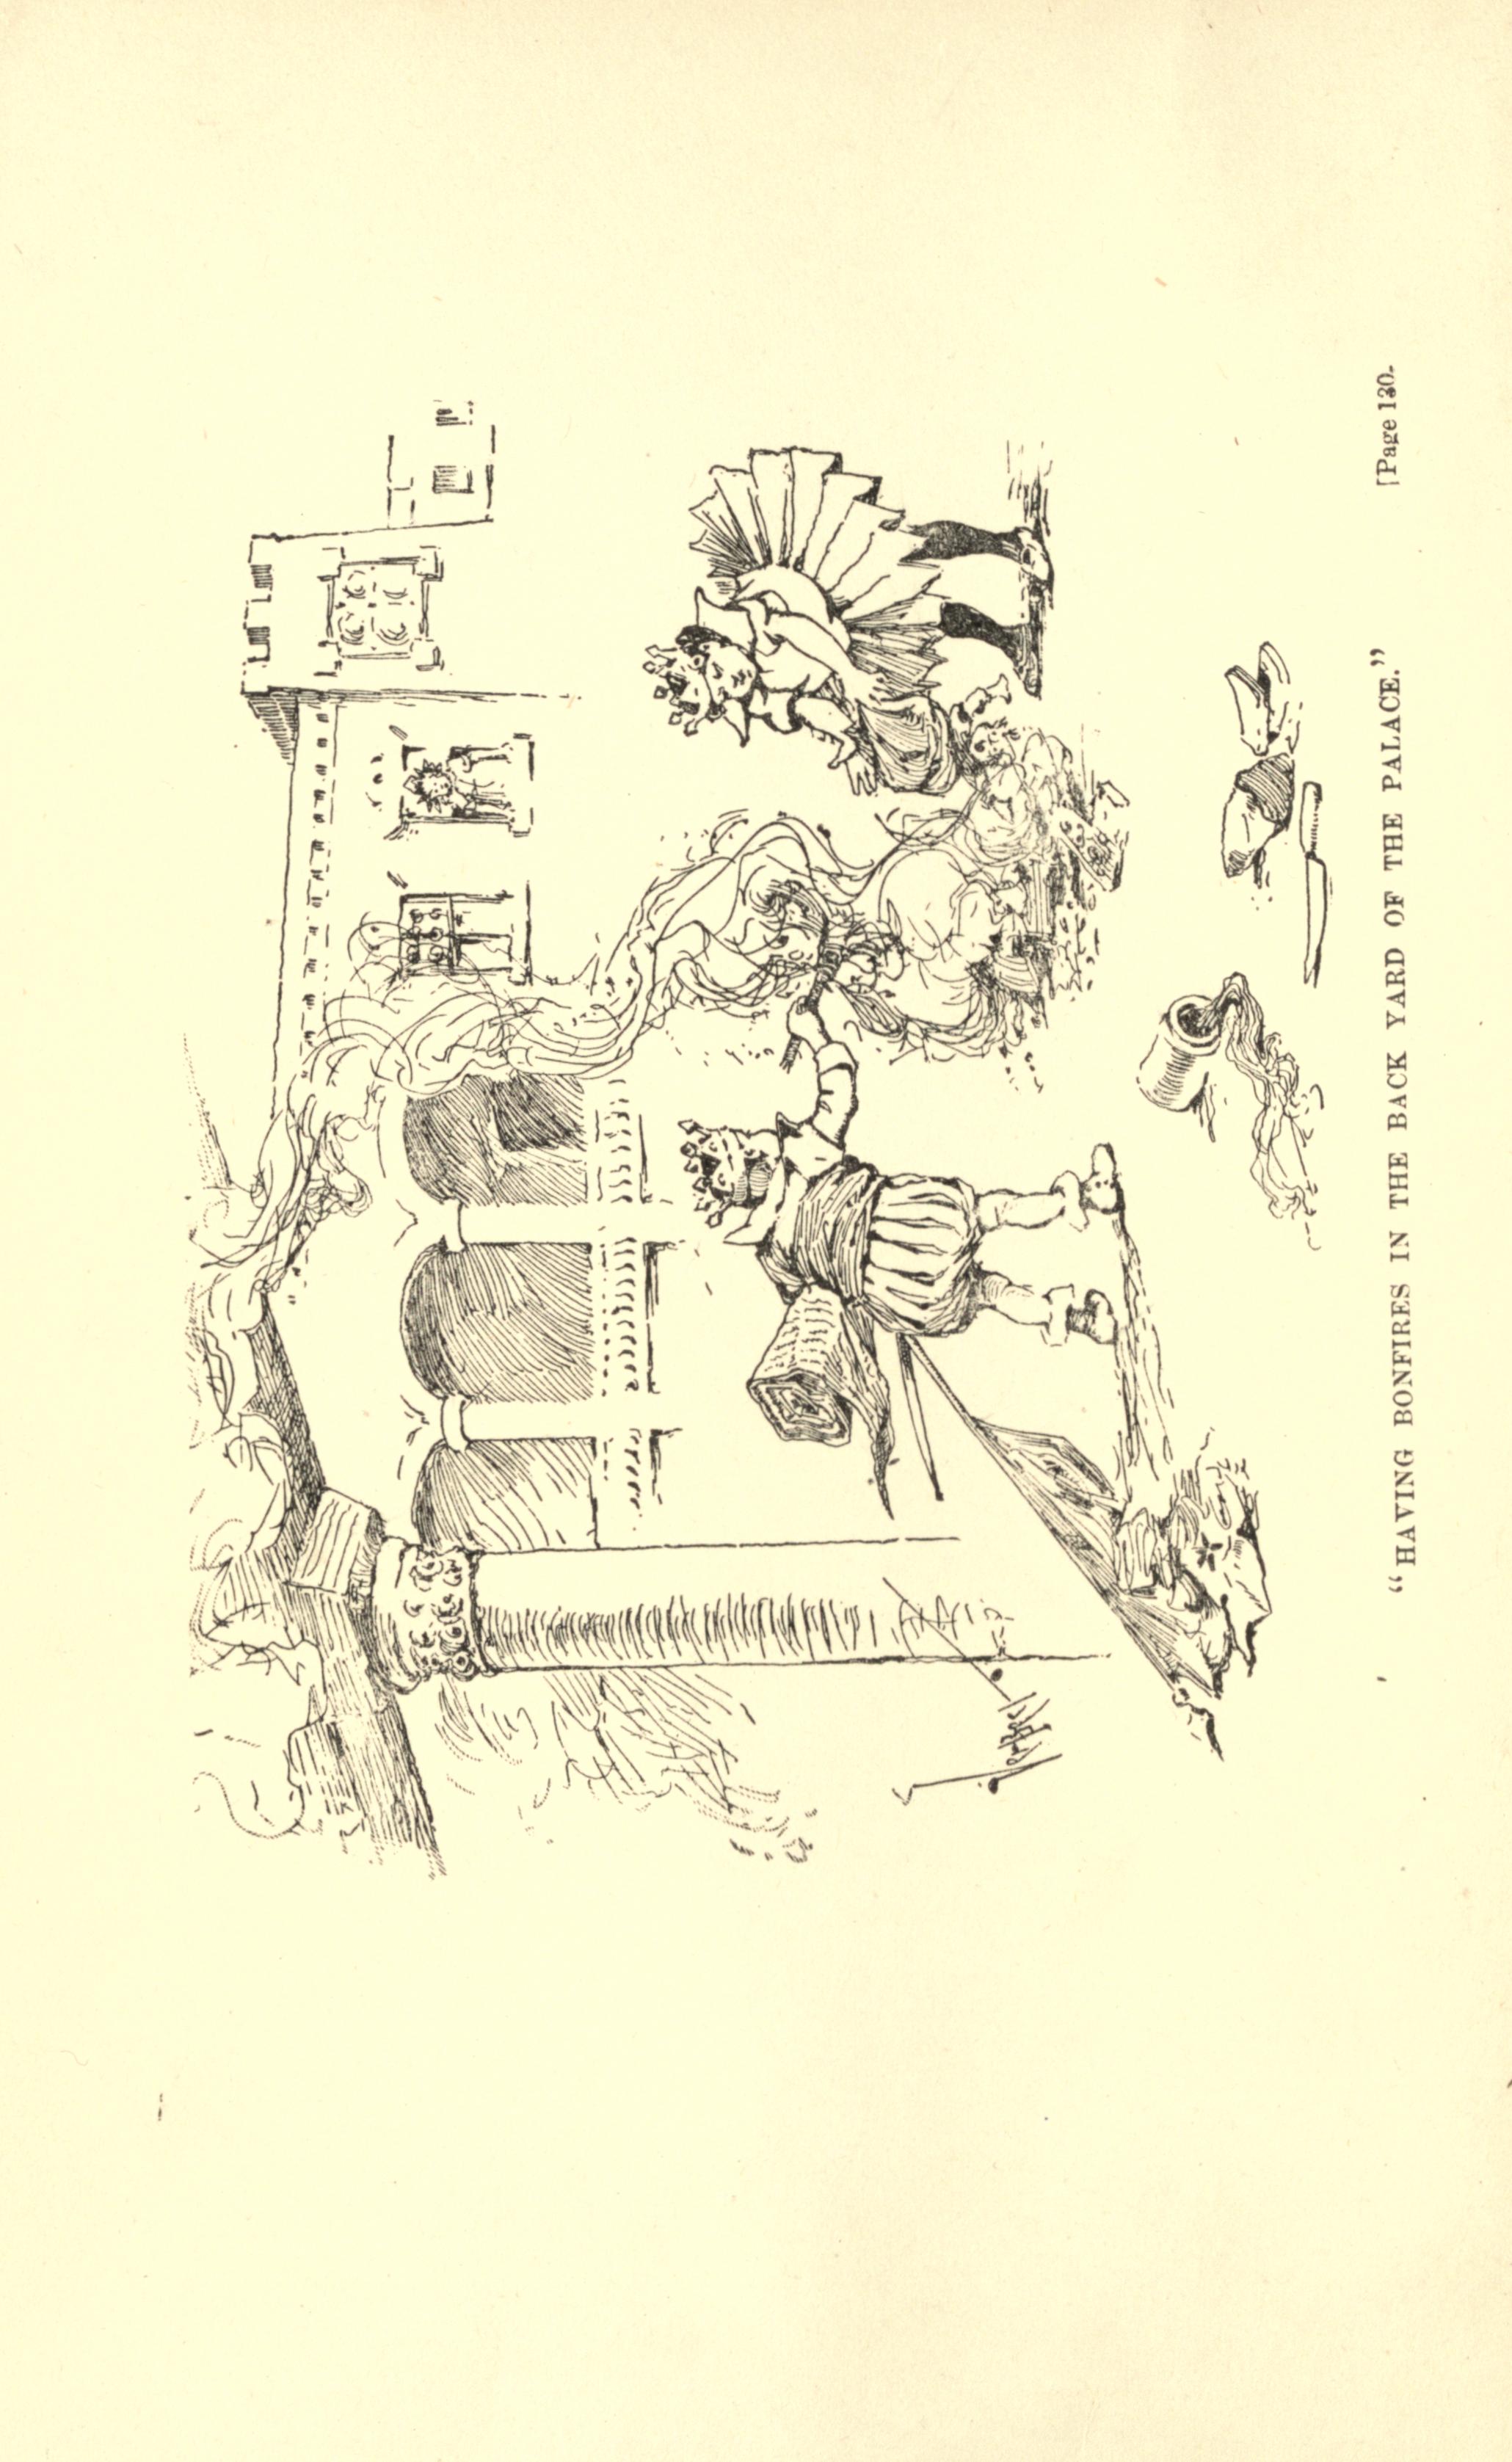 “HAVING BONFIRES IN THE BACK YARD OF THE PALACE.”
[Page 130.